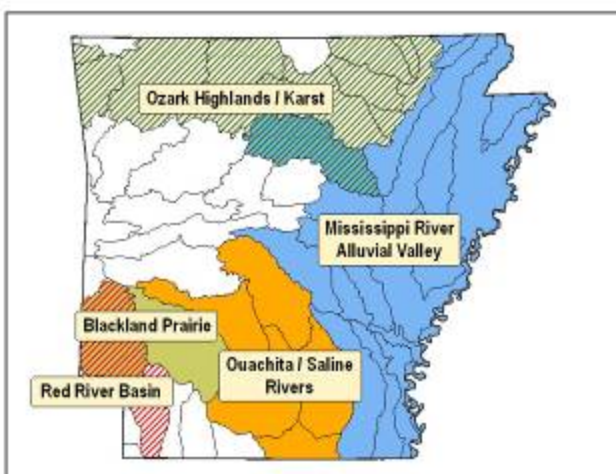 Ozark Highlands / Karst
Mississippi River
Alluvial Valley
Blackland Prairie
Ouachita / Saline
Rivers
Red River Basin